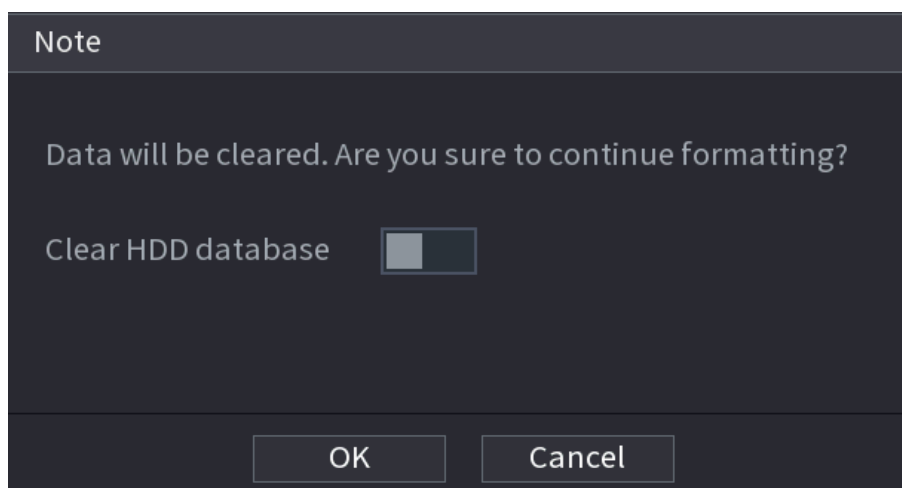 Note
Data will be cleared. Are you sure to continue formatting?
Clear HDD database
OK
Cancel